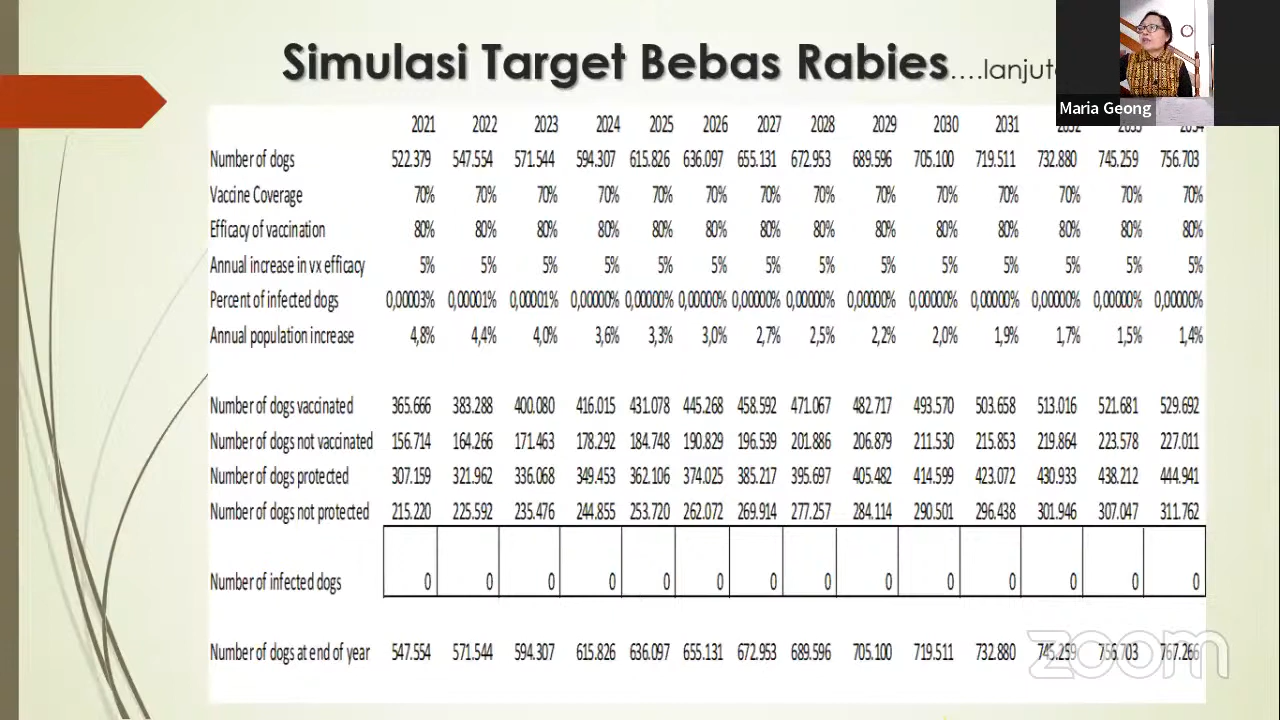 Simulasi Target Bebas Rabies....lanjut
Maria Geong
2021 2022 2023 2024 2025 2026 2027 2028 2029 2030 2031
Number of dogs 522.379 547.554 571.544 594.307 615.826 636.097 655.131 672.953 689.596 705.100 719.511 732.880 745.259 756.703
Vaccine Coverage 70% 70% 70% 70% 70% 70% 70% 70% 70% 70% 70% 70% 70% 70%
Efficacy of vaccination 80% 80% 80% 80% 80% 80% 80% 80% 80% 80% 80% 80% 80% 80%
Annual increase in vx efficacy 5% 5% 5% 5% 5% 5% 5% 5% 5% 5% 5% 5% 5% 5%
Percent of infected dogs 0,00003% 0,00001% 0,00001% 0,00000% 0,00000% 0,00000% 0,00000% 0,00000% 0,00000% 0,00000% 0,00000% 0,00000% 0,00000% 0,00000%
Annual population increase 4,8% 4,4% 4,0% 3,6% 3,3% 3,0% 2,7% 2,5% 2,2% 2,0% 1,9% 1,7% 1,5% 1,4%
Number of dogs vaccinated 365.666 383.288 400.080 416.015 431.078 445.268 458.592 471.067 482.717 493.570 503.658 513.016 521.681 529.692
Number of dogs not vaccinated 156.714 164.266 171.463 178.292 184.748 190.829 196.539 201.886 206.879 211.530 215.853 219.864 223.578 227.011
Number of dogs protected 307.159 321.962 336.068 349.453 362.106 374.025 385.217 395.697 405.482 414.599 423.072 430.933 438.212 444.941
Number of dogs not protected 215.220 225.592 235.476 244.855 253.720 262.072 269.914 277.257 284.114 290.501 296.438 301.946 307.047 311.762
Number of infected dogs 0 0 0 0 0 0 0 0 0 0 0 0 0 0
Number of dogs at end of year 547.554 571.544 594.307 615.826 636.097 655.131 672.953 689.596 705.100 719.511 732.880 745.259 756.703 767.266
zoom